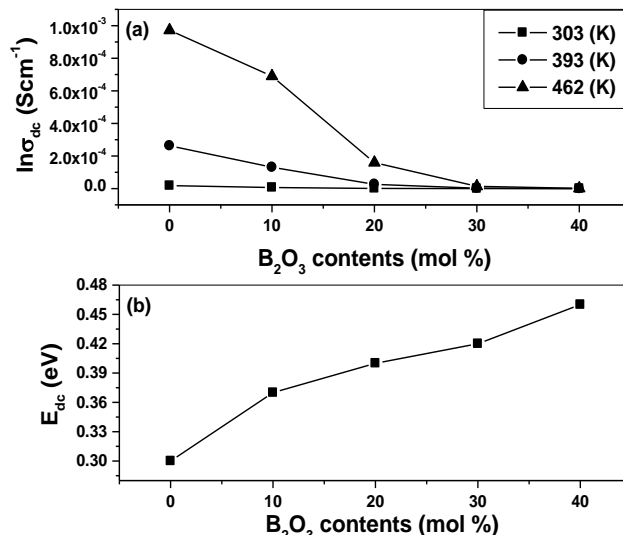 (a)
303 (K)
393 (K)
462 (K)
1.0x10⁻³
8.0x10⁻⁴
6.0x10⁻⁴
4.0x10⁻⁴
2.0x10⁻⁴
0.0
lnσdc (Scm⁻¹)
0 10 20 30 40
B₂O₃ contents (mol %)
(b)
0.48
0.45
0.42
0.39
0.36
0.33
0.30
Edc (eV)
0 10 20 30 40
B₂O₃ contents (mol %)